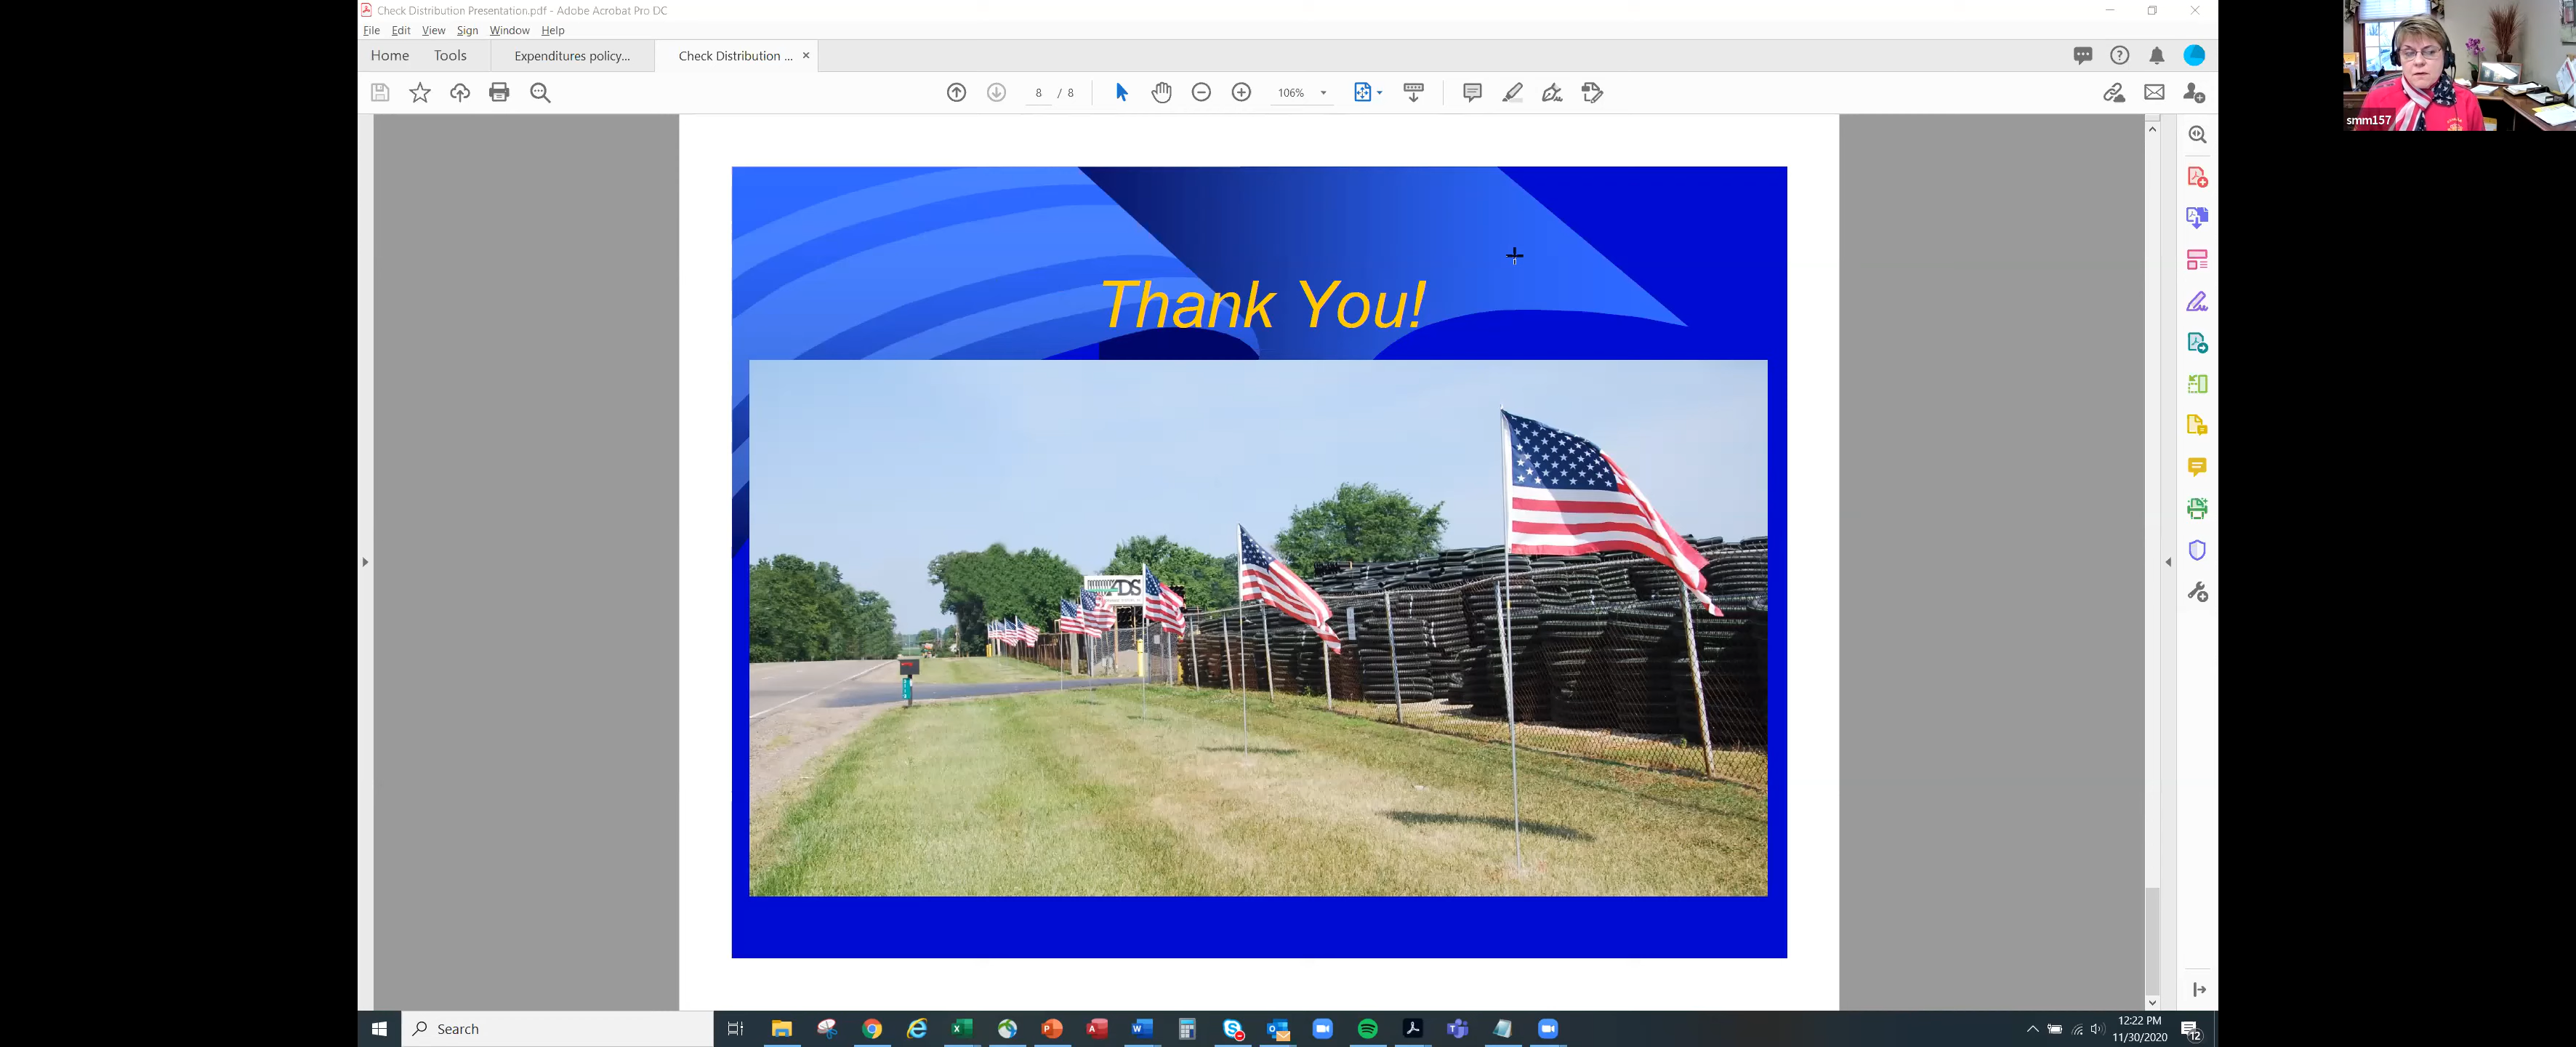 Check Distribution Presentation.pdf - Adobe Acrobat Pro DC
File Edit View Sign Window Help
Home Tools Expenditures policy... Check Distribution ... ×
8 / 8 106%
smm157
Thank You!
ADS
Search
12:22 PM
11/30/2020
12